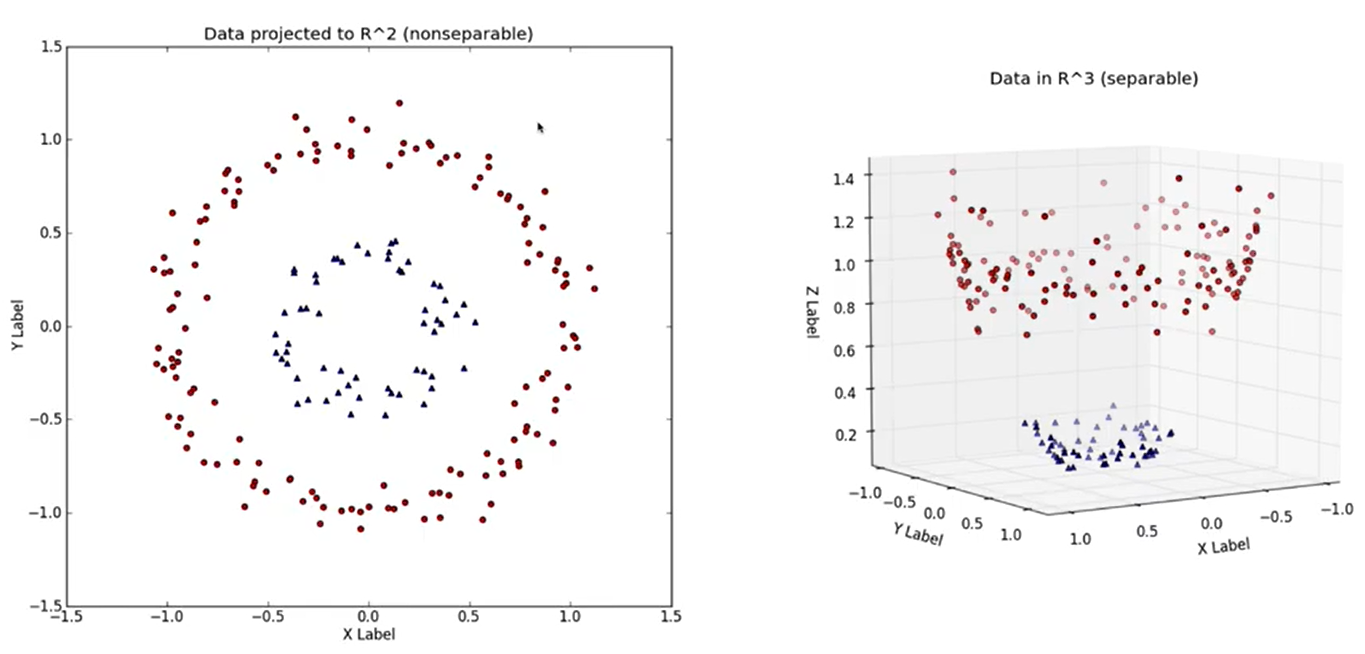 Data projected to R^2 (nonseparable)
1.5
1.0
0.5
0.0
−0.5
−1.0
−1.5
Y Label
−1.5 −1.0 −0.5 0.0 0.5 1.0 1.5
X Label
Data in R^3 (separable)
1.4
1.2
1.0
0.8
0.6
0.4
0.2
Z Label
−1.0 −0.5 0.0 0.5 1.0
Y Label
1.0 0.5 0.0 −0.5 −1.0
X Label